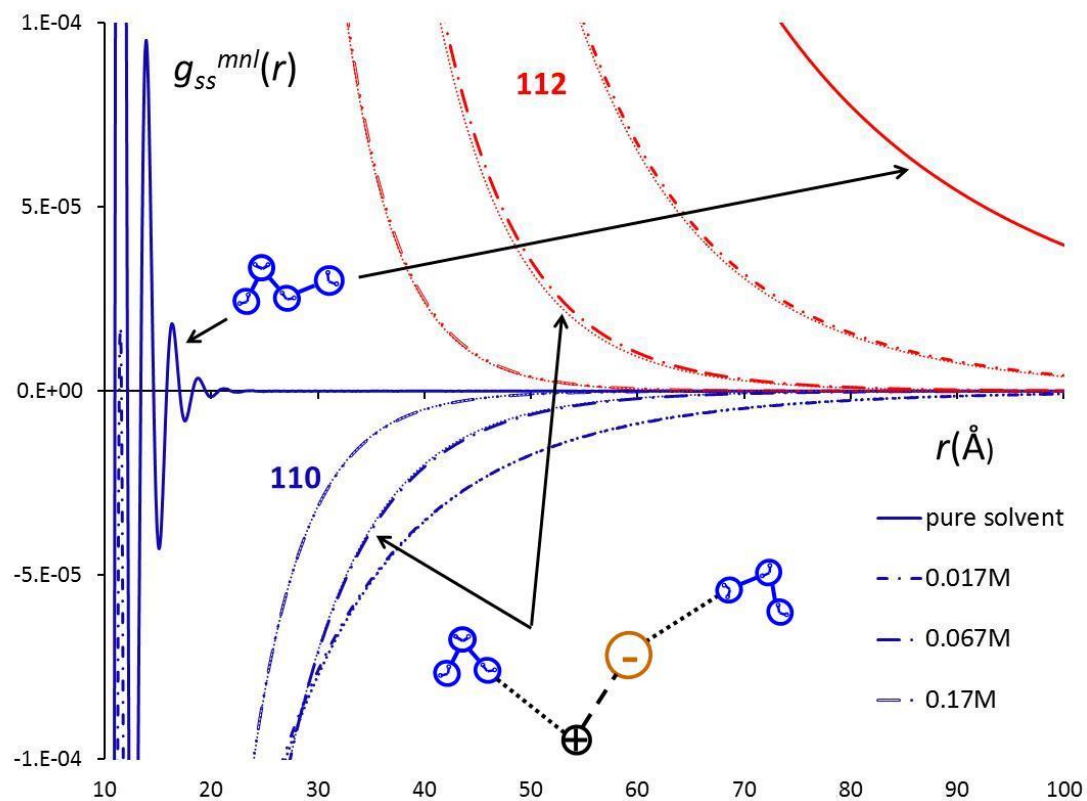 1.E-04
g_ss^mnl(r)
112
5.E-05
0.E+00
110
r(Å)
pure solvent
-5.E-05
0.017M
0.067M
-
0.17M
+
-1.E-04
10 20 30 40 50 60 70 80 90 100